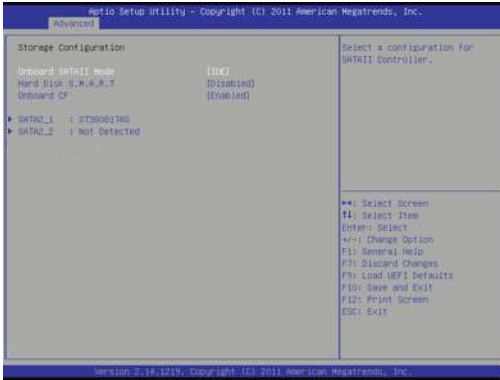 Aptio Setup Utility - Copyright (C) 2011 American Megatrends, Inc.
Advanced
Storage Configuration
Onboard SATAII Mode [IDE]
Hard Disk S.M.A.R.T [Disabled]
Onboard CF [Enabled]
SATA2_1 :
SATA2_2 : Not Detected
Select a configuration for
SATAII Controller.
: Select Screen
: Select Item
Enter: Select
+/-: Change Option
F1: General Help
F7: Discard Changes
F9: Load UEFI Defaults
F10: Save and Exit
F12: Print Screen
ESC: Exit
Version 2.14.1219. Copyright (C) 2011 American Megatrends, Inc.